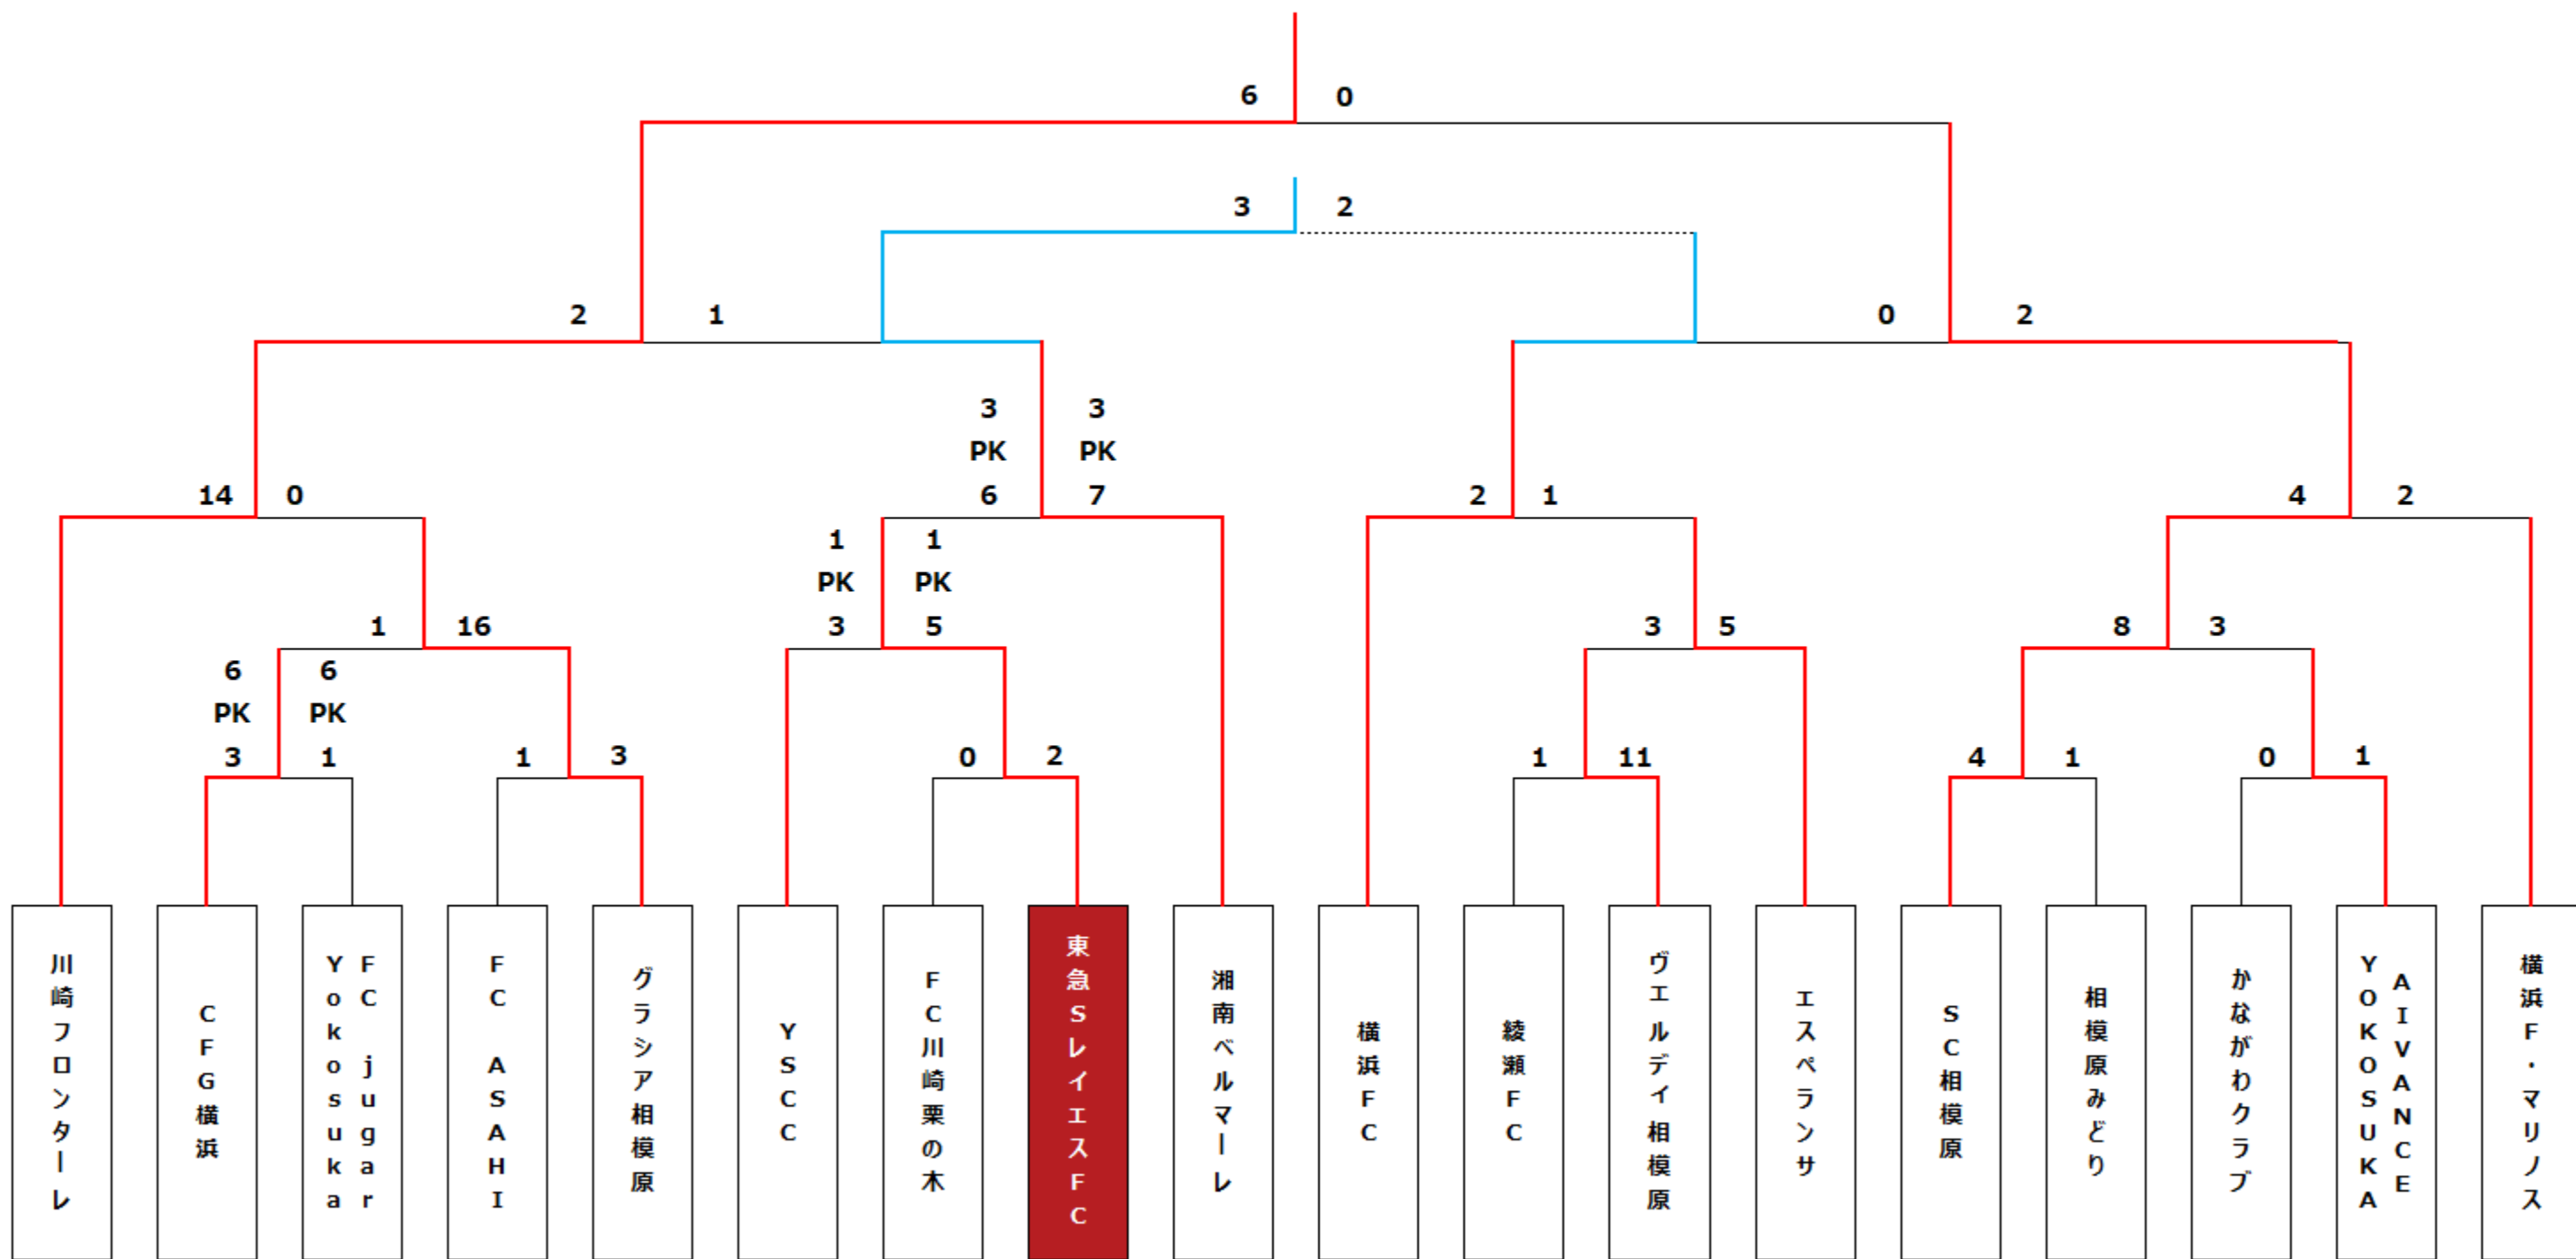 6 0
3 2
2 1 0 2
3 3
PK PK
14 0 6 7 2 1 4 2
1 1
PK PK
1 16 3 5 3 5 8 3
6 6
PK PK
3 1 1 3 0 2 1 11 4 1 0 1
川崎フロンターレ
CFG横浜
FC jugar
Yokosuka
FC ASAHI
グラシア相模原
YSCC
FC川崎栗の木
東急SレイエスFC
湘南ベルマーレ
横浜FC
綾瀬FC
ヴエルデイ相模原
エスペランサ
SC相模原
相模原みどり
かながわクラブ
AIVANCE
YOKOSUKA
横浜F・マリノス